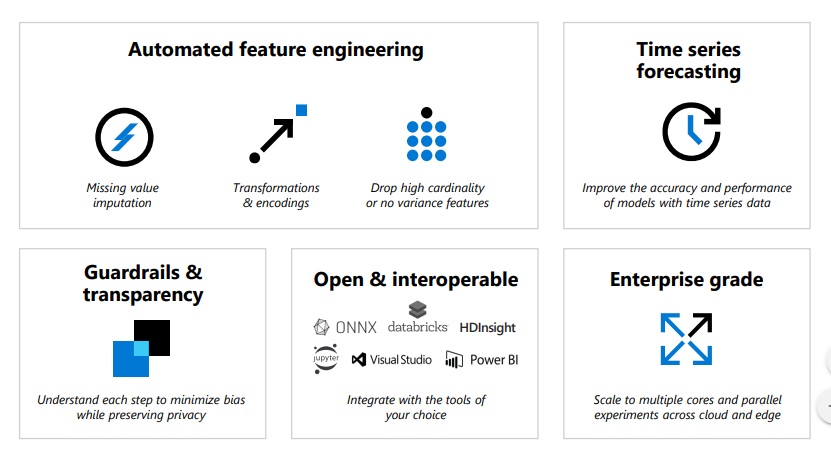 Automated feature engineering
Missing value
imputation
Transformations
& encodings
Drop high cardinality
or no variance features
Time series
forecasting
Improve the accuracy and performance
of models with time series data
Guardrails &
transparency
Understand each step to minimize bias
while preserving privacy
Open & interoperable
ONNX
databricks
HDInsight
jupyter
Visual Studio
Power BI
Integrate with the tools of
your choice
Enterprise grade
Scale to multiple cores and parallel
experiments across cloud and edge